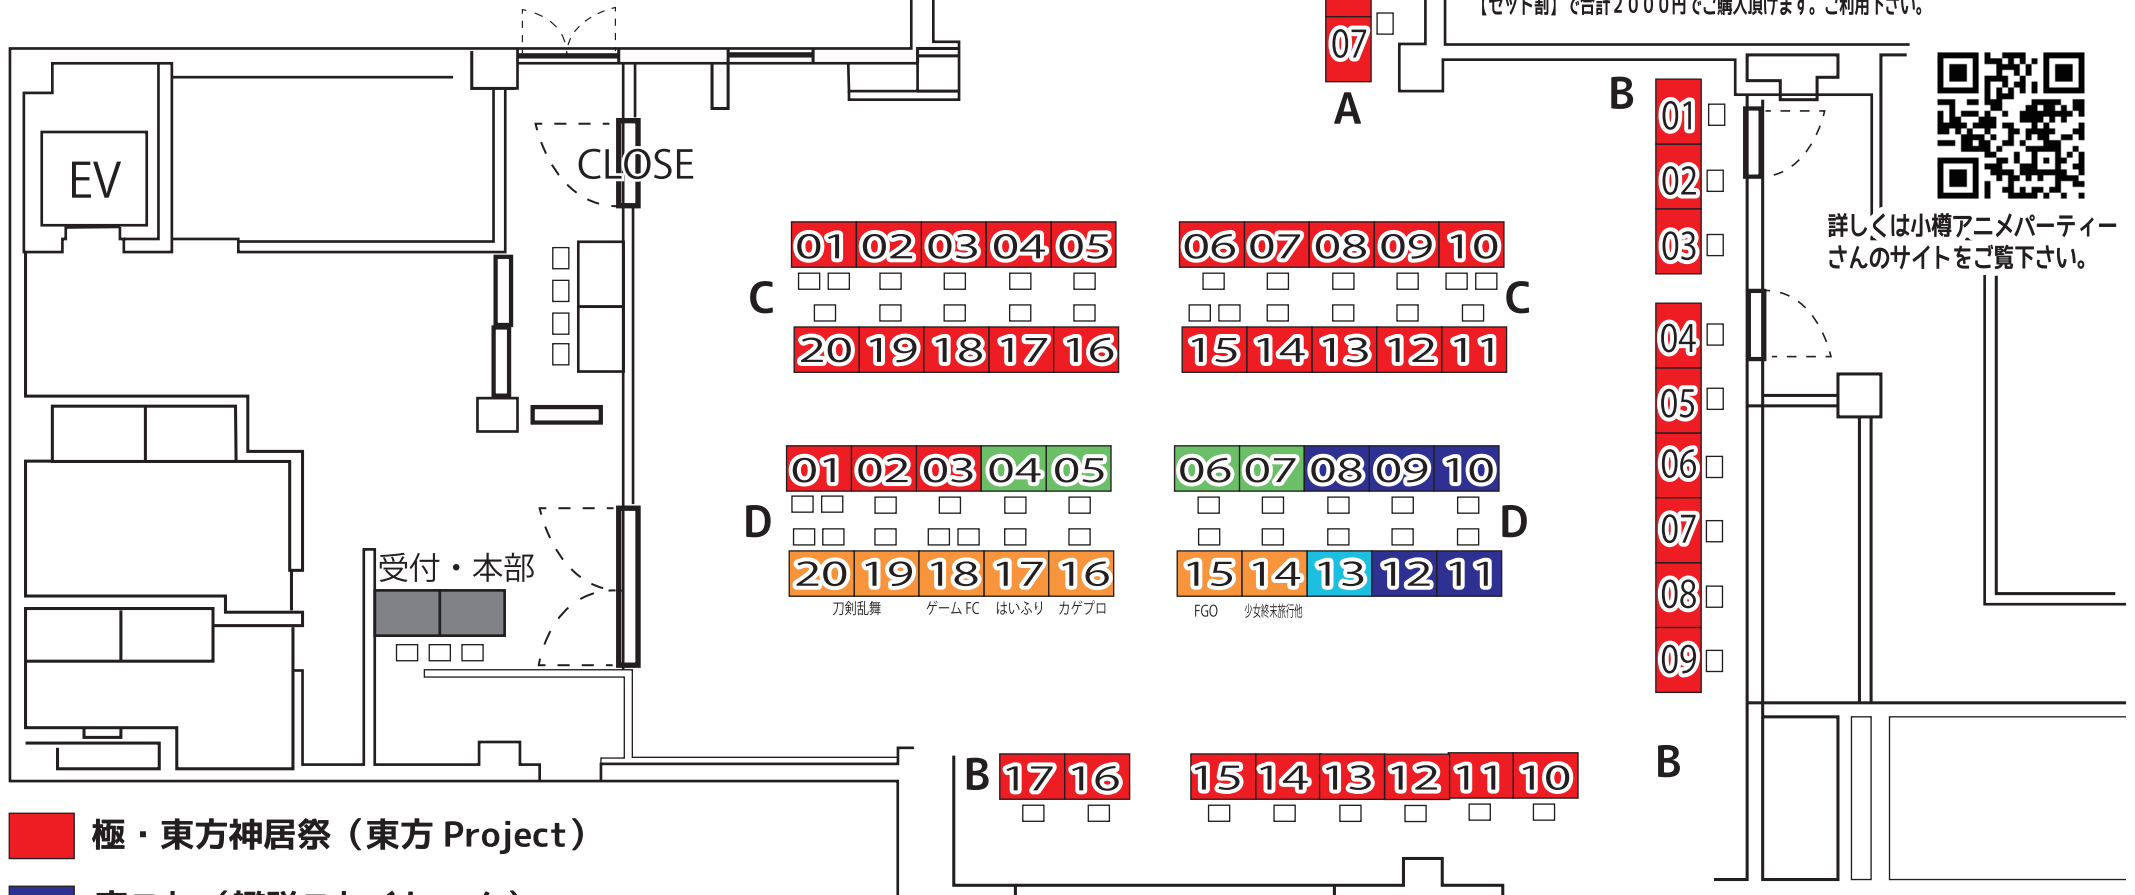 【セット割】で合計2000円でご購入頂けます。ご利用下さい。
07
A
B
01
02
03
04
05
06
07
08
09
B
詳しくは小樽アニメパーティー
さんのサイトをご覧下さい。
EV
CLOSE
C
01 02 03 04 05
20 19 18 17 16
06 07 08 09 10
15 14 13 12 11
C
D
01 02 03 04 05
20 19 18 17 16
刀剣乱舞 ゲーム FC はいふり カゲプロ
06 07 08 09 10
15 14 13 12 11
FGO 少女終末旅行他
D
受付・本部
B 17 16
15 14 13 12 11 10
極・東方神居祭（東方 Project）